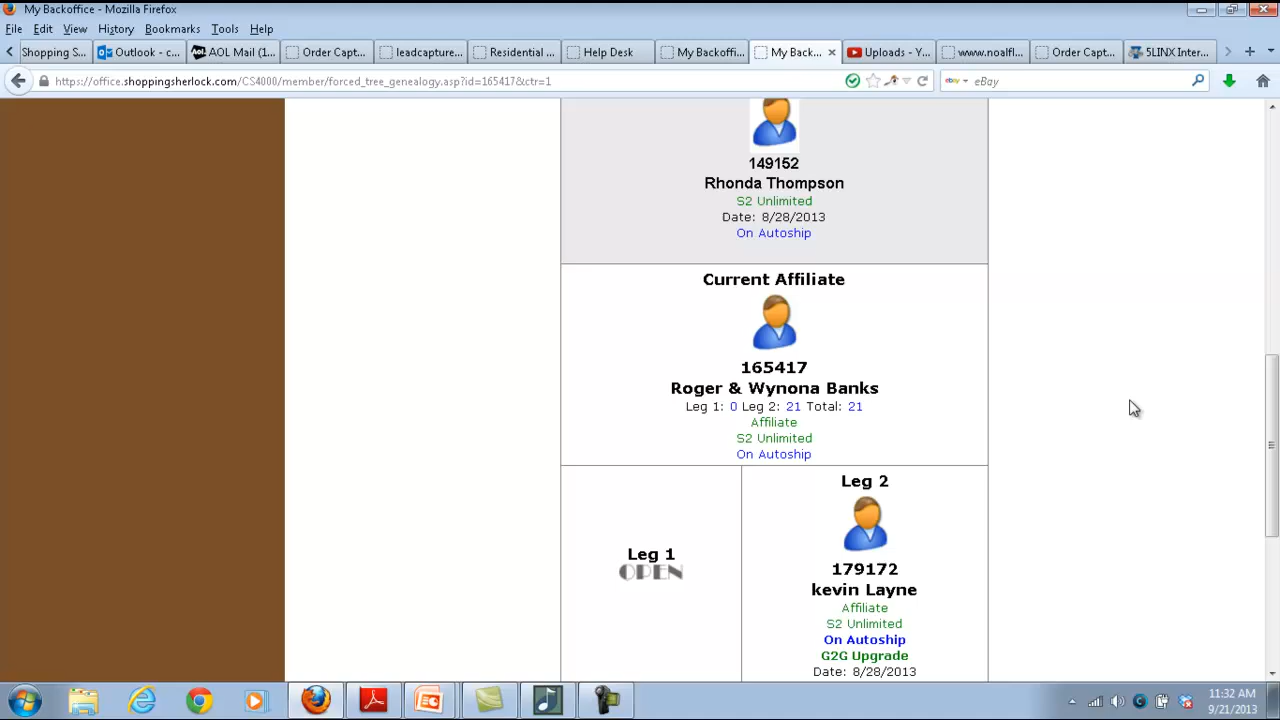 My Backoffice - Mozilla Firefox
File Edit View History Bookmarks Tools Help
Shopping S... Outlook - c... AOL Mail (1... Order Capt... leadcapture... Residential ... Help Desk My Backoffi... My Back... × Uploads - Y... www.noalfl... Order Capt... 5LINX Inter...
https://office.shoppingsherlock.com/CS4000/member/forced_tree_genealogy.asp?id=165417&ctr=1
eBay
149152
Rhonda Thompson
S2 Unlimited
Date: 8/28/2013
On Autoship
Current Affiliate
165417
Roger & Wynona Banks
Leg 1: 0 Leg 2: 21 Total: 21
Affiliate
S2 Unlimited
On Autoship
Leg 1
OPEN
Leg 2
179172
kevin Layne
Affiliate
S2 Unlimited
On Autoship
G2G Upgrade
Date: 8/28/2013
11:32 AM
9/21/2013